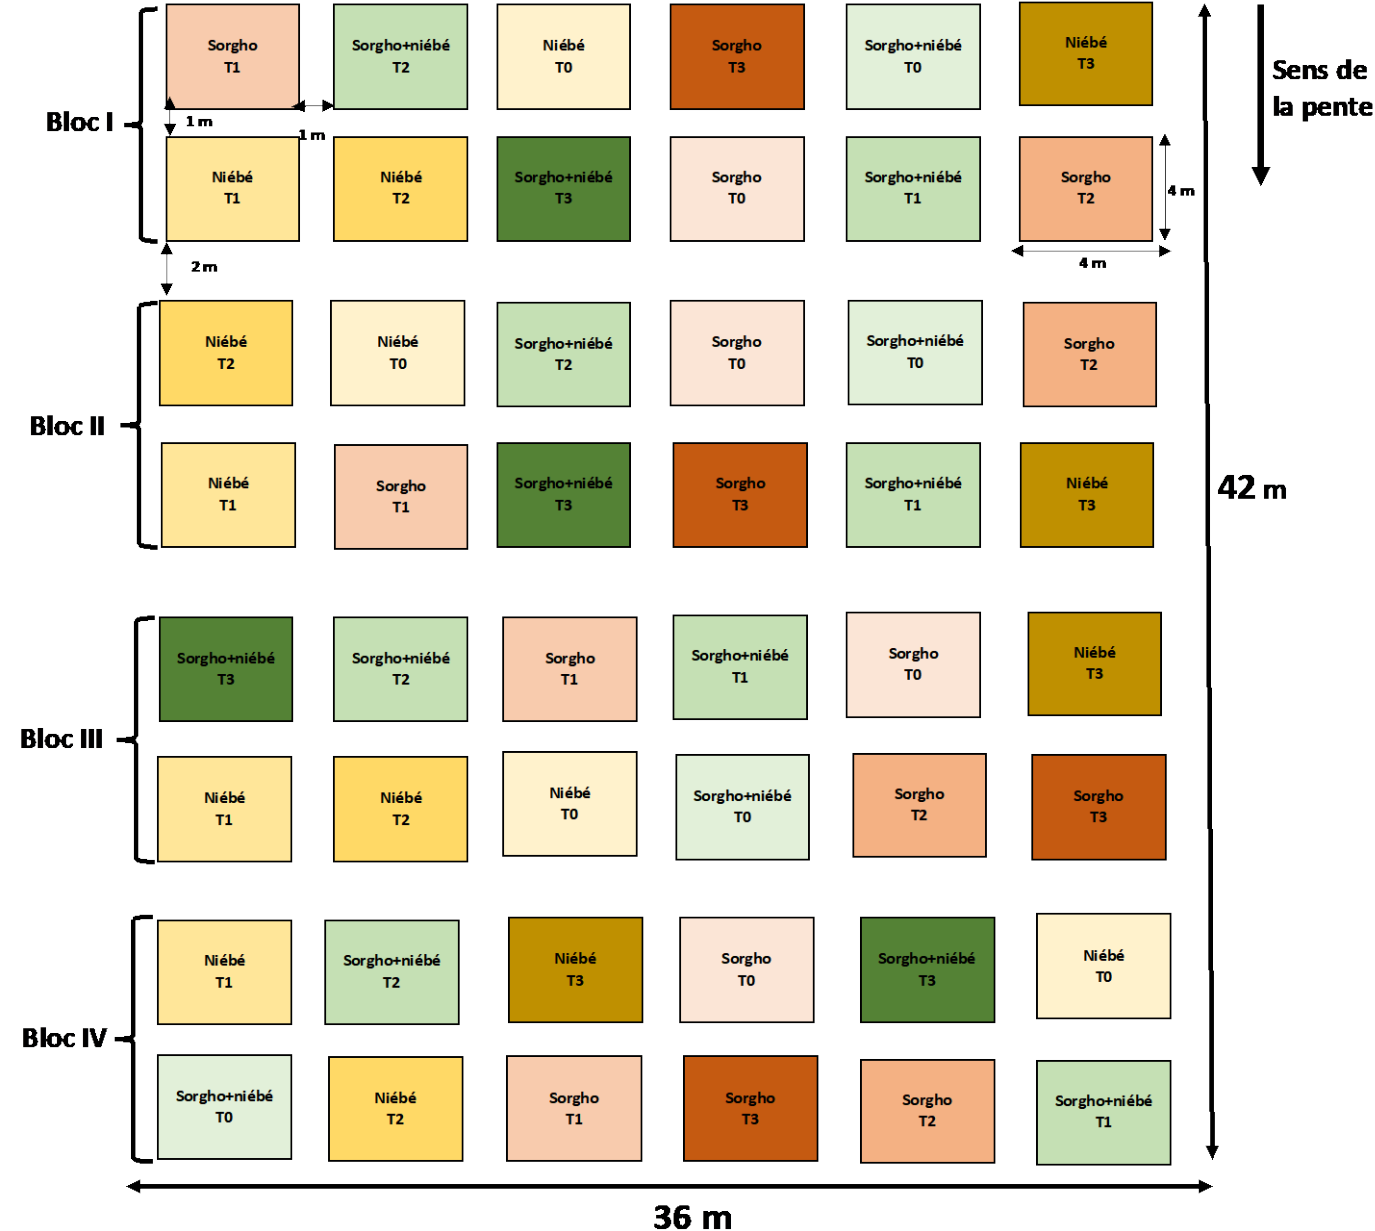 Sorgho
T1
Sorgho+niébé
T2
Niébé
T0
Sorgho
T3
Sorgho+niébé
T0
Niébé
T3
Sens de
la pente
Bloc I
1 m
1 m
Niébé
T1
Niébé
T2
Sorgho+niébé
T3
Sorgho
T0
Sorgho+niébé
T1
Sorgho
T2
4 m
4 m
2 m
Niébé
T2
Niébé
T0
Sorgho+niébé
T2
Sorgho
T0
Sorgho+niébé
T0
Sorgho
T2
Bloc II
Niébé
T1
Sorgho
T1
Sorgho+niébé
T3
Sorgho
T3
Sorgho+niébé
T1
Niébé
T3
42 m
Sorgho+niébé
T3
Sorgho+niébé
T2
Sorgho
T1
Sorgho+niébé
T1
Sorgho
T0
Niébé
T3
Bloc III
Niébé
T1
Niébé
T2
Niébé
T0
Sorgho+niébé
T0
Sorgho
T2
Sorgho
T3
Niébé
T1
Sorgho+niébé
T2
Niébé
T3
Sorgho
T0
Sorgho+niébé
T3
Niébé
T0
Bloc IV
Sorgho+niébé
T0
Niébé
T2
Sorgho
T1
Sorgho
T3
Sorgho
T2
Sorgho+niébé
T1
36 m